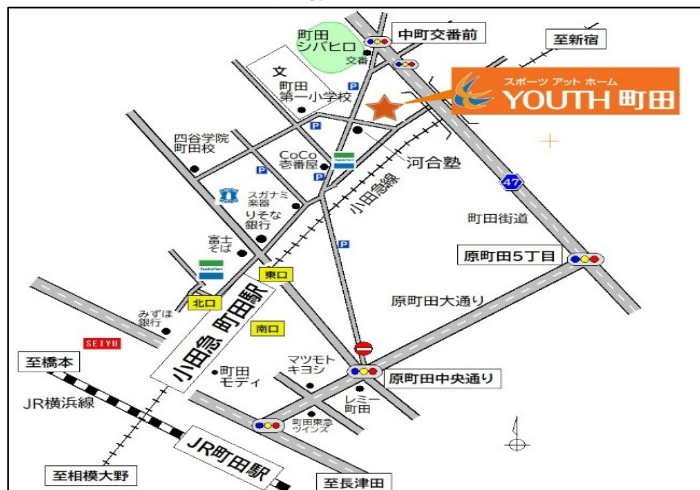 町田
シバヒロ
交番
中町交番前
至新宿
文
町田
第一小学校
P
スポーツ アット ホーム
YOUTH 町田
四谷学院
町田校
P
CoCo
壱番屋
FamilyMart
河合塾
P
P
小田急線
47
町田街道
スガナミ
楽器
りそな
銀行
富士
そば
FamilyMart
P
原町田5丁目
東口
北口
原町田大通り
みずほ
銀行
小田急 町田駅
南口
SEIYU
至橋本
町田
モディ
マツモト
キヨシ
原町田中央通り
レミー
町田
JR横浜線
町田東急
ツインズ
JR町田駅
至相模大野
至長津田